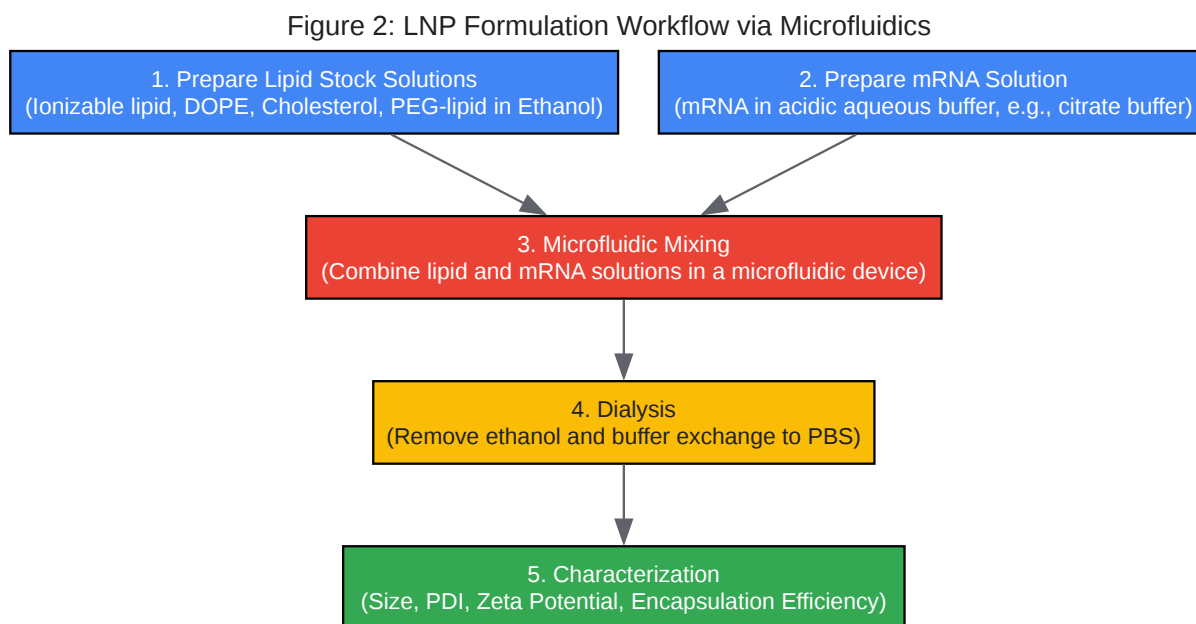 Figure 2: LNP Formulation Workflow via Microfluidics
1. Prepare Lipid Stock Solutions
(Ionizable lipid, DOPE, Cholesterol, PEG-lipid in Ethanol)
2. Prepare mRNA Solution
(mRNA in acidic aqueous buffer, e.g., citrate buffer)
3. Microfluidic Mixing
(Combine lipid and mRNA solutions in a microfluidic device)
4. Dialysis
(Remove ethanol and buffer exchange to PBS)
5. Characterization
(Size, PDI, Zeta Potential, Encapsulation Efficiency)